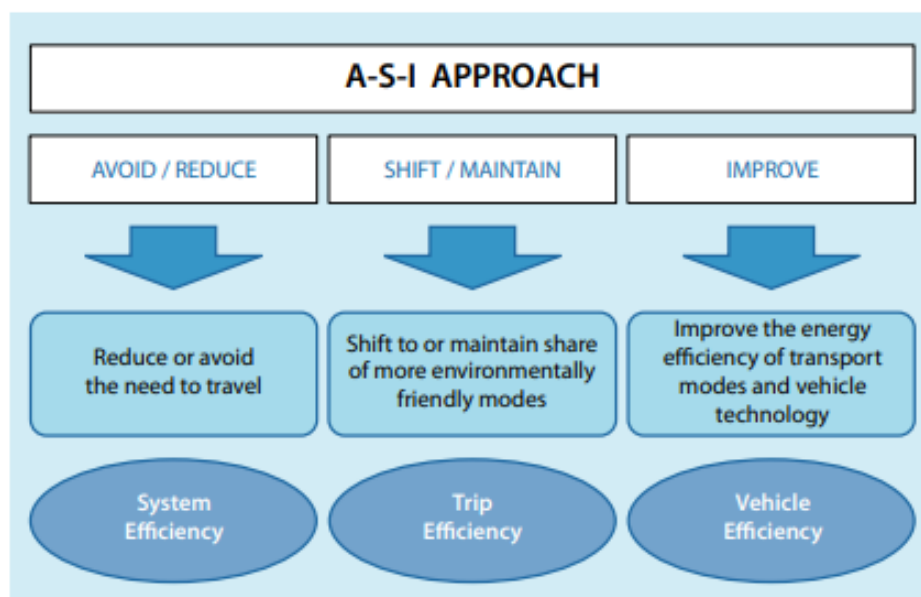 A-S-I APPROACH
AVOID / REDUCE
SHIFT / MAINTAIN
IMPROVE
Reduce or avoid
the need to travel
Shift to or maintain share
of more environmentally
friendly modes
Improve the energy
efficiency of transport
modes and vehicle
technology
System
Efficiency
Trip
Efficiency
Vehicle
Efficiency